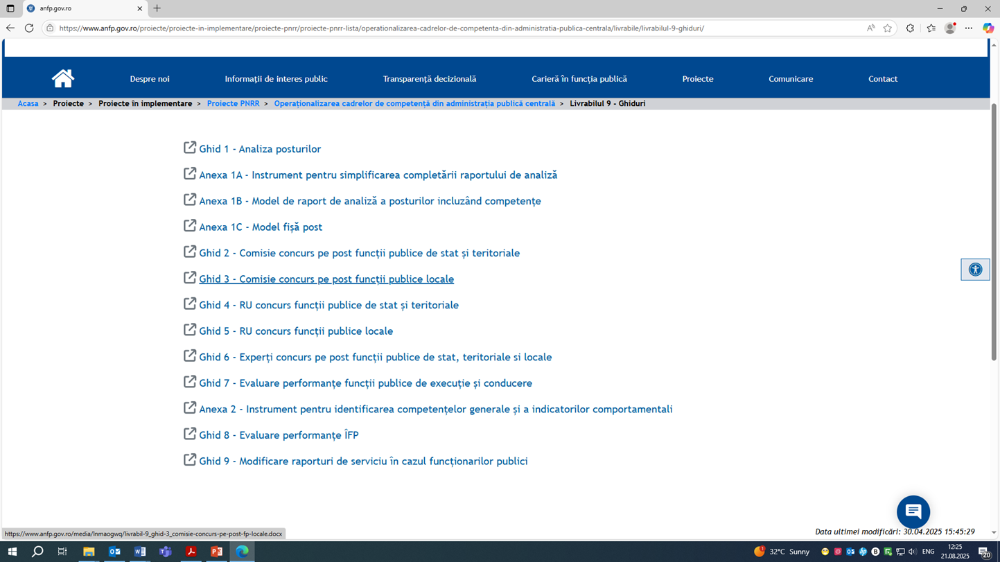 anfp.gov.ro
https://www.anfp.gov.ro/proiecte/proiecte-in-implementare/proiecte-pnrr/proiecte-pnrr-lista/operationalizarea-cadrelor-de-competenta-din-administratia-publica-centrala/livrabile/livrabilul-9-ghiduri/
Despre noi Informații de interes public Transparență decizională Carieră în funcția publică Proiecte Comunicare Contact
Acasa > Proiecte > Proiecte în implementare > Proiecte PNRR > Operaționalizarea cadrelor de competență din administrația publică centrală > Livrabilul 9 - Ghiduri
Ghid 1 - Analiza posturilor
Anexa 1A - Instrument pentru simplificarea completării raportului de analiză
Anexa 1B - Model de raport de analiză a posturilor incluzând competențe
Anexa 1C - Model fișă post
Ghid 2 - Comisie concurs pe post funcții publice de stat și teritoriale
Ghid 3 - Comisie concurs pe post funcții publice locale
Ghid 4 - RU concurs funcții publice de stat și teritoriale
Ghid 5 - RU concurs funcții publice locale
Ghid 6 - Experți concurs pe post funcții publice de stat, teritoriale si locale
Ghid 7 - Evaluare performanțe funcții publice de execuție și conducere
Anexa 2 - Instrument pentru identificarea competențelor generale și a indicatorilor comportamentali
Ghid 8 - Evaluare performanțe ÎFP
Ghid 9 - Modificare raporturi de serviciu în cazul funcționarilor publici
Data ultimei modificări: 30.04.2025 15:45:29
https://www.anfp.gov.ro/media/lnmaogwq/livrabil-9_ghid-3_comisie-concurs-pe-post-fp-locale.docx
32°C Sunny ENG 12:25
21.08.2025 20